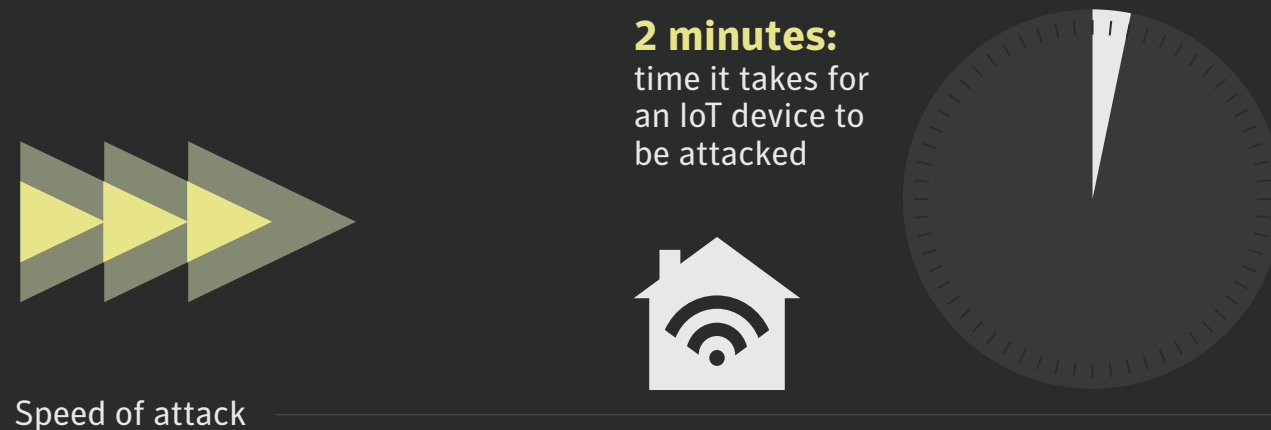 2 minutes:
time it takes for
an IoT device to
be attacked
Speed of attack